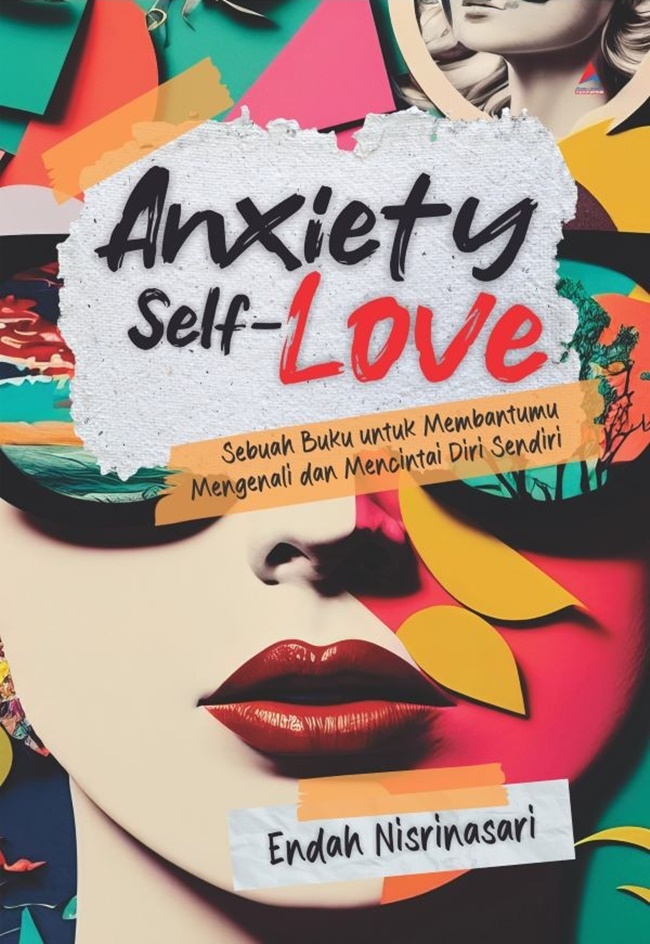 Anxiety
Self-Love
Sebuah Buku untuk Membantumu
Mengenali dan Mencintai Diri Sendiri
Endah Nisrinasari